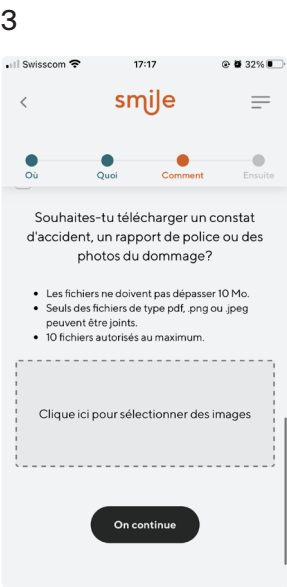 3
Swisscom 17:17 32%
smile
Où Quoi Comment Ensuite
Souhaites-tu télécharger un constat
d'accident, un rapport de police ou des
photos du dommage?
• Les fichiers ne doivent pas dépasser 10 Mo.
• Seuls des fichiers de type pdf, .png ou .jpeg
peuvent être joints.
• 10 fichiers autorisés au maximum.
Clique ici pour sélectionner des images
On continue